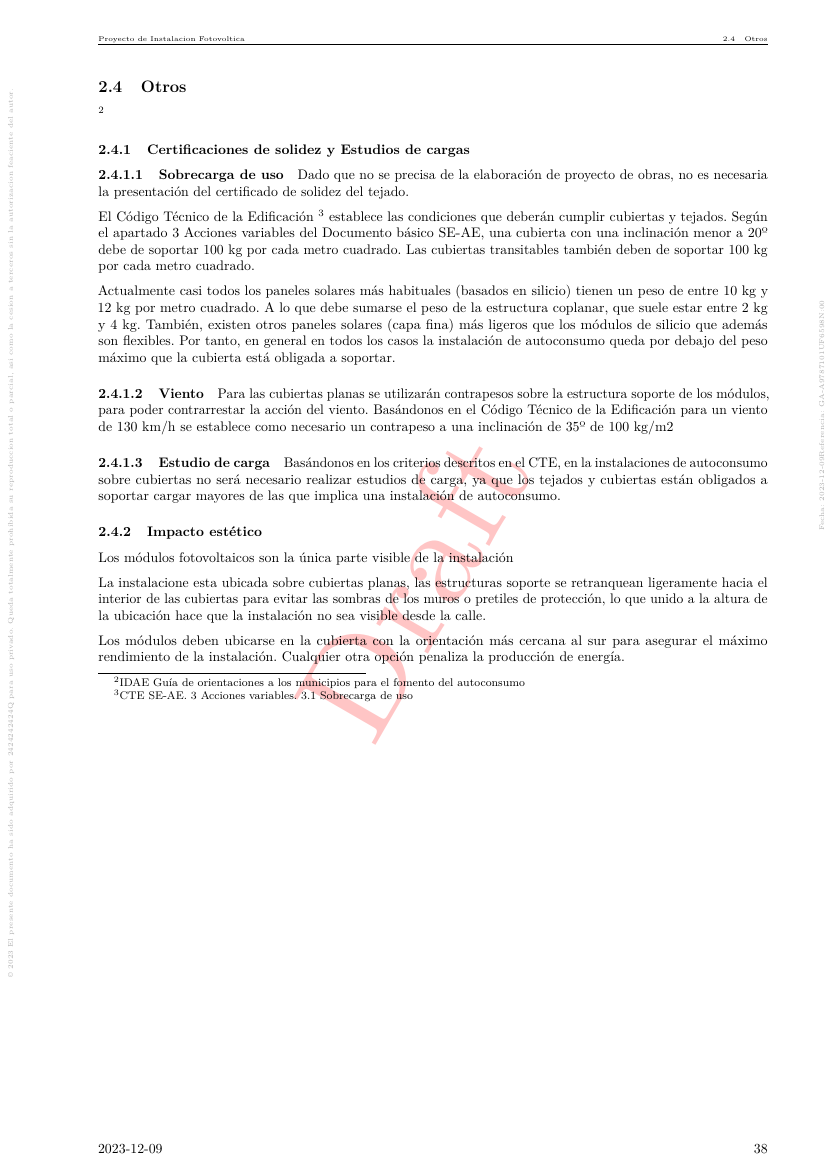 Proyecto de Instalacion Fotovoltica 2.4 Otros
2.4 Otros
2
2.4.1 Certificaciones de solidez y Estudios de cargas
2.4.1.1 Sobrecarga de uso Dado que no se precisa de la elaboración de proyecto de obras, no es necesaria
la presentación del certificado de solidez del tejado.
El Código Técnico de la Edificación 3 establece las condiciones que deberán cumplir cubiertas y tejados. Según
el apartado 3 Acciones variables del Documento básico SE-AE, una cubierta con una inclinación menor a 20º
debe de soportar 100 kg por cada metro cuadrado. Las cubiertas transitables también deben de soportar 100 kg
por cada metro cuadrado.
Actualmente casi todos los paneles solares más habituales (basados en silicio) tienen un peso de entre 10 kg y
12 kg por metro cuadrado. A lo que debe sumarse el peso de la estructura coplanar, que suele estar entre 2 kg
y 4 kg. También, existen otros paneles solares (capa fina) más ligeros que los módulos de silicio que además
son flexibles. Por tanto, en general en todos los casos la instalación de autoconsumo queda por debajo del peso
máximo que la cubierta está obligada a soportar.
2.4.1.2 Viento Para las cubiertas planas se utilizarán contrapesos sobre la estructura soporte de los módulos,
para poder contrarrestar la acción del viento. Basándonos en el Código Técnico de la Edificación para un viento
de 130 km/h se establece como necesario un contrapeso a una inclinación de 35º de 100 kg/m2
2.4.1.3 Estudio de carga Basándonos en los criterios descritos en el CTE, en la instalaciones de autoconsumo
sobre cubiertas no será necesario realizar estudios de carga, ya que los tejados y cubiertas están obligados a
soportar cargar mayores de las que implica una instalación de autoconsumo.
2.4.2 Impacto estético
Los módulos fotovoltaicos son la única parte visible de la instalación
La instalacione esta ubicada sobre cubiertas planas, las estructuras soporte se retranquean ligeramente hacia el
interior de las cubiertas para evitar las sombras de los muros o pretiles de protección, lo que unido a la altura de
la ubicación hace que la instalación no sea visible desde la calle.
Los módulos deben ubicarse en la cubierta con la orientación más cercana al sur para asegurar el máximo
rendimiento de la instalación. Cualquier otra opción penaliza la producción de energía.
2IDAE Guía de orientaciones a los municipios para el fomento del autoconsumo
3CTE SE-AE. 3 Acciones variables. 3.1 Sobrecarga de uso
Draft
2023-12-09 38
© 2023 El presente documento ha sido adquirido por 2424242424Q para uso privado. Queda totalmente prohibida su reproduccion total o parcial, asi como la cesion a terceros sin la autorizacion
Fecha: 2023-12-09Referencia: